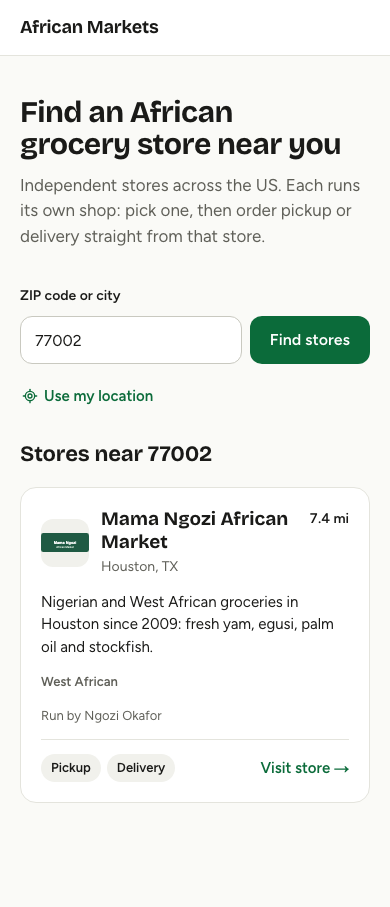 African Markets
Find an African
grocery store near you
Independent stores across the US. Each runs
its own shop: pick one, then order pickup or
delivery straight from that store.
ZIP code or city
77002
Find stores
Use my location
Stores near 77002
Mama Ngozi
Mama Ngozi African
Market
7.4 mi
Houston, TX
Nigerian and West African groceries in
Houston since 2009: fresh yam, egusi, palm
oil and stockfish.
West African
Run by Ngozi Okafor
Pickup
Delivery
Visit store →